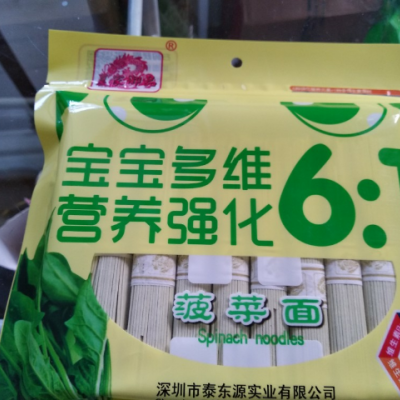 ®
宝宝多维
营养强化 6:1
菠菜面
Spinach noodles
深圳市泰东源实业有限公司